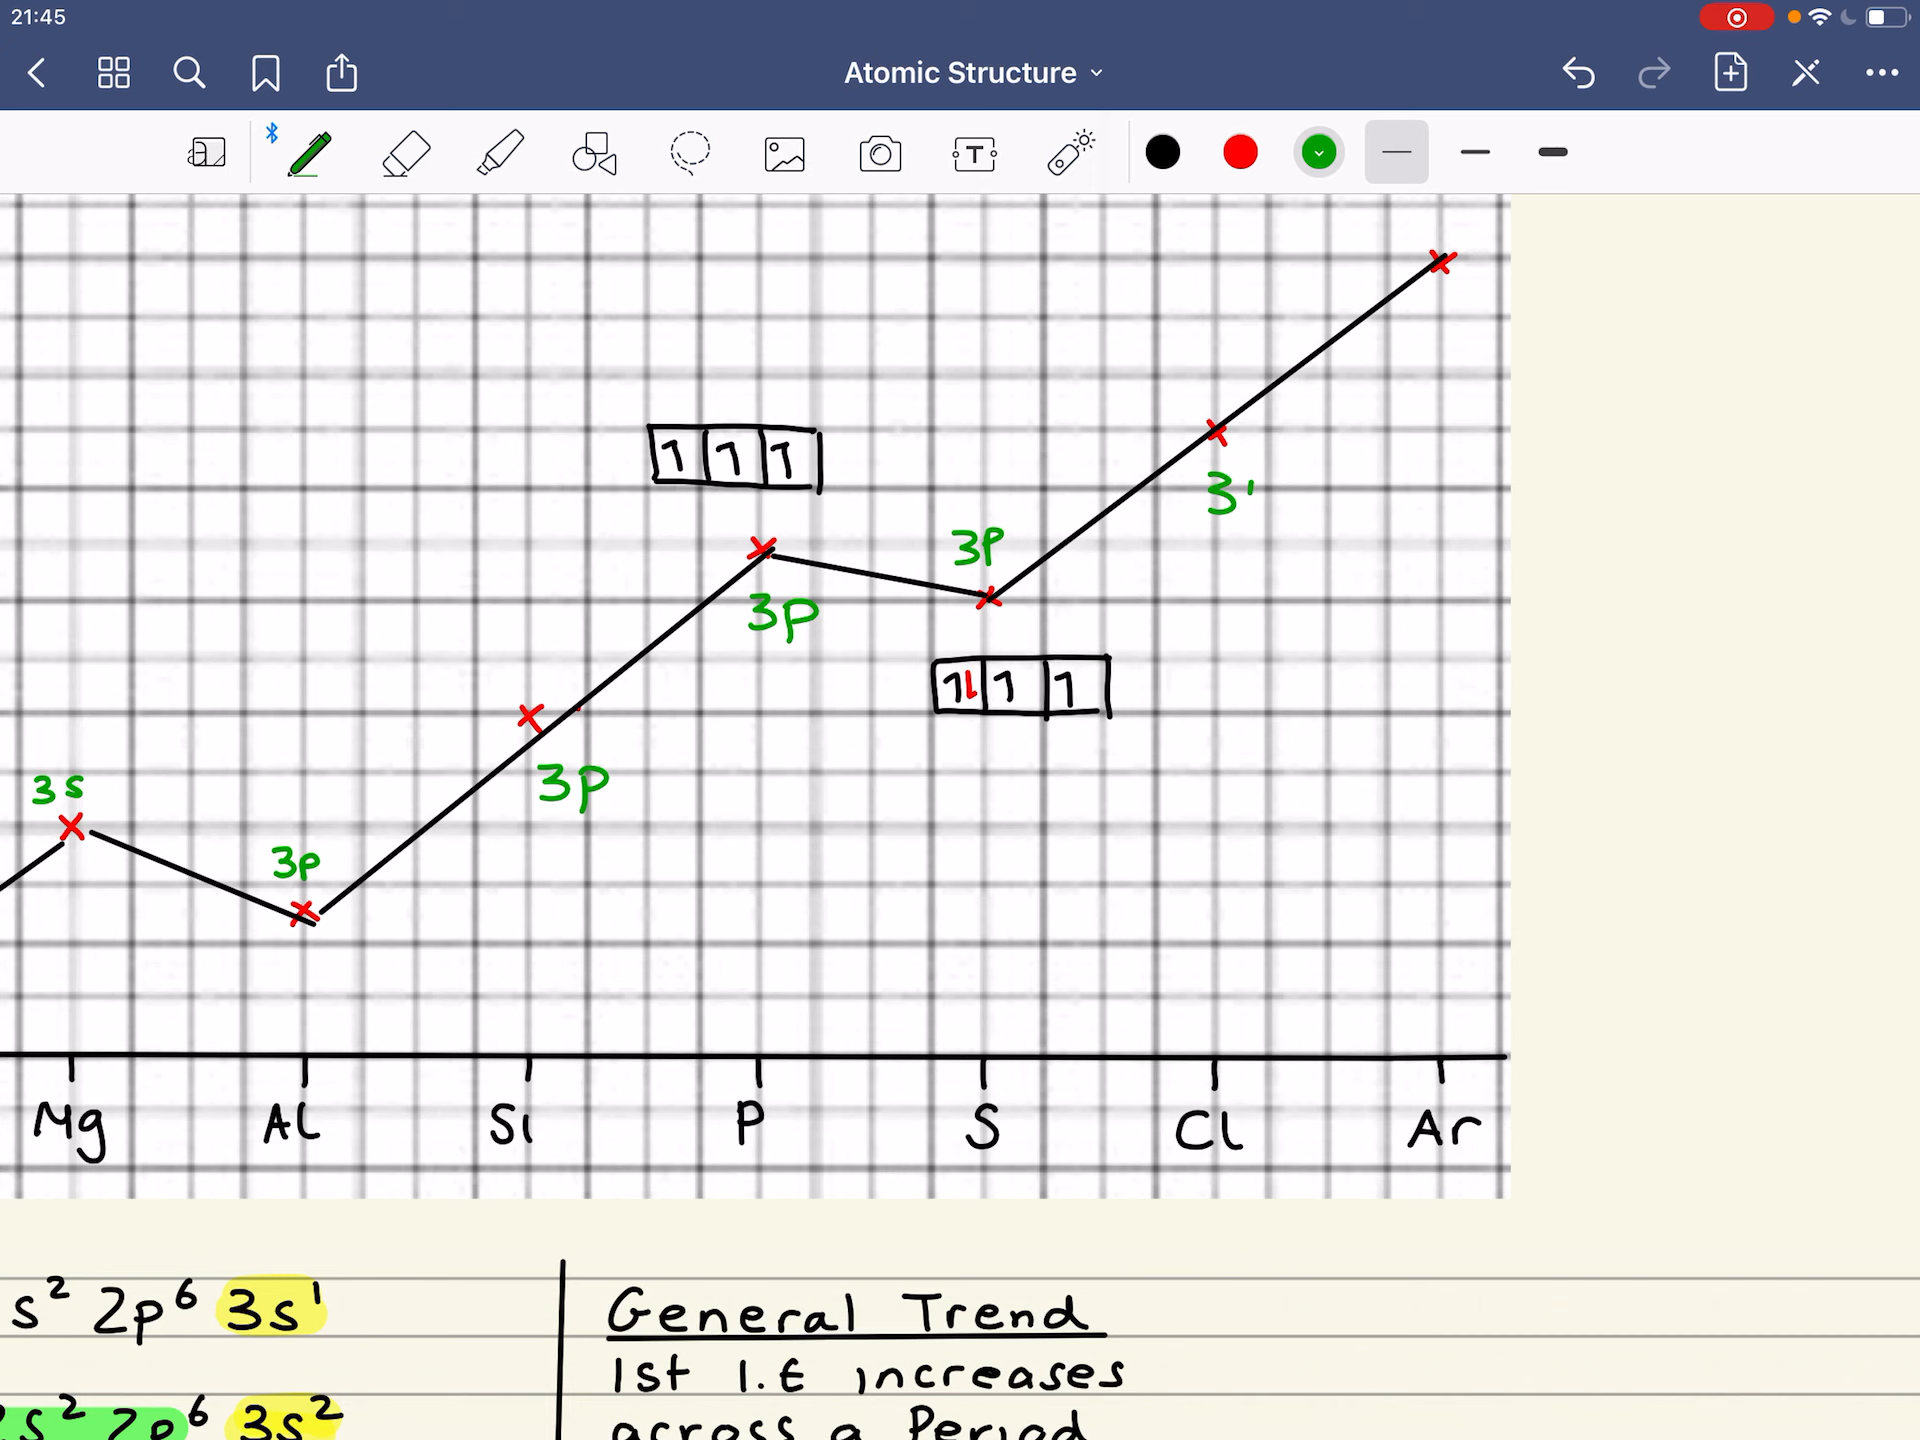 21:45
Atomic Structure
3'
3p
3p
3p
3s
3p
Mg Al Si P S Cl Ar
s² 2p⁶ 3s¹
General Trend
1st I.E increases
s² 2p⁶ 3s²
across a Period